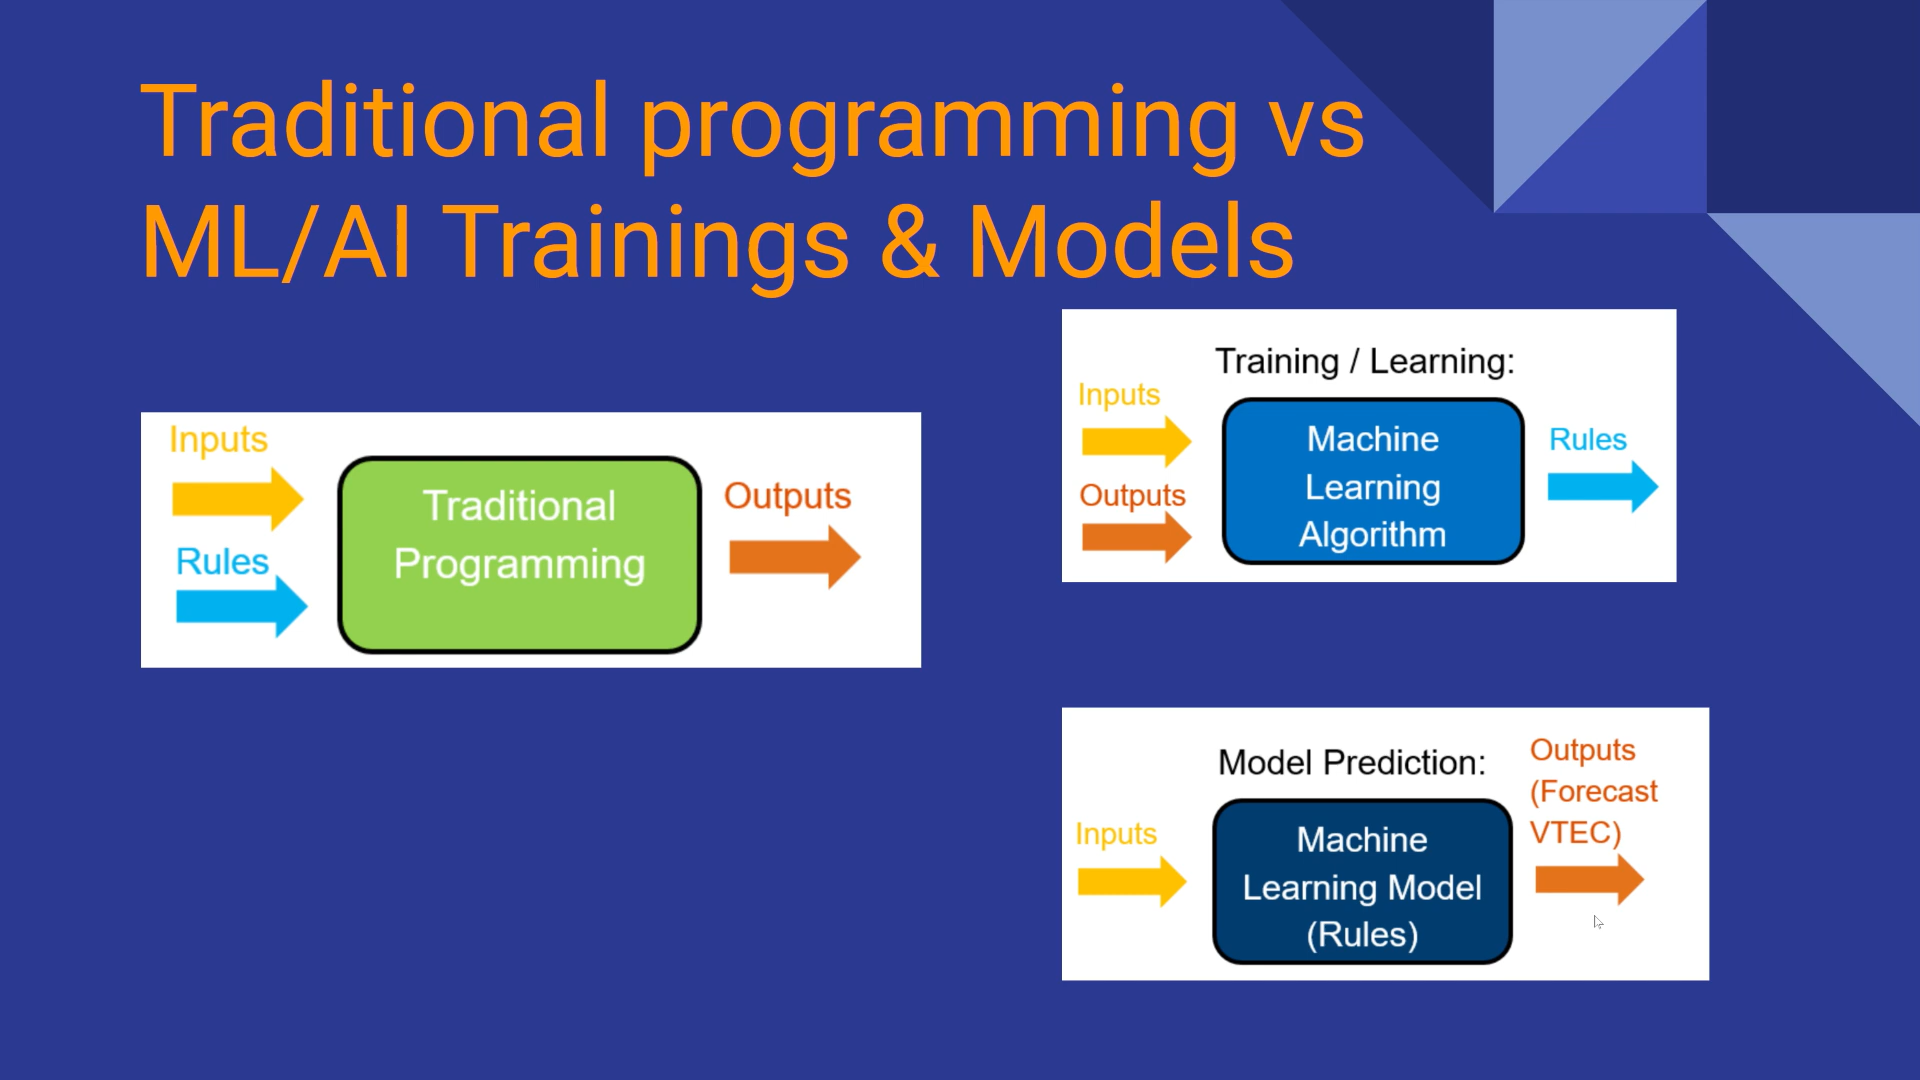 Traditional programming vs
ML/AI Trainings & Models
Inputs
Rules
Traditional
Programming
Outputs
Training / Learning:
Inputs
Outputs
Machine
Learning
Algorithm
Rules
Model Prediction:
Inputs
Machine
Learning Model
(Rules)
Outputs
(Forecast
VTEC)